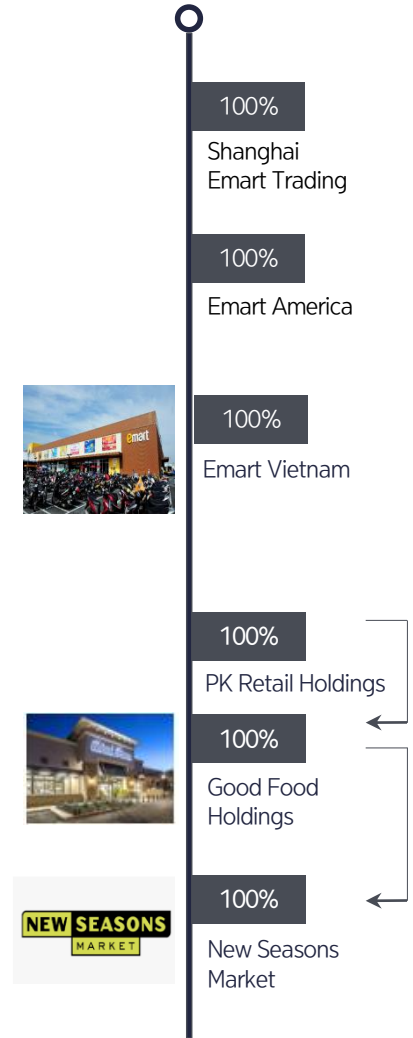 100%
Shanghai
Emart Trading
100%
Emart America
emart
100%
Emart Vietnam
100%
PK Retail Holdings
100%
Good Food
Holdings
100%
NEW SEASONS
MARKET
New Seasons
Market